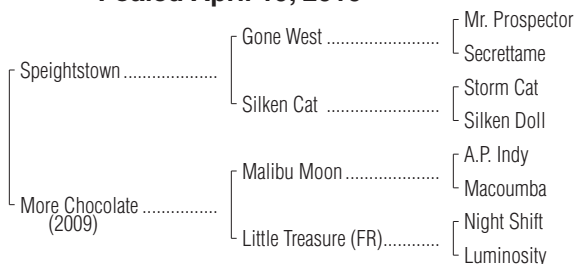 Foaled April
Mr. Prospector
Gone West ........................
Secrettame
Speightstown ....................
Storm Cat
Silken Cat ........................
Silken Doll
A.P. Indy
Malibu Moon ....................
Macoumba
More Chocolate ................
(2009)
Night Shift
Little Treasure (FR)............
Luminosity